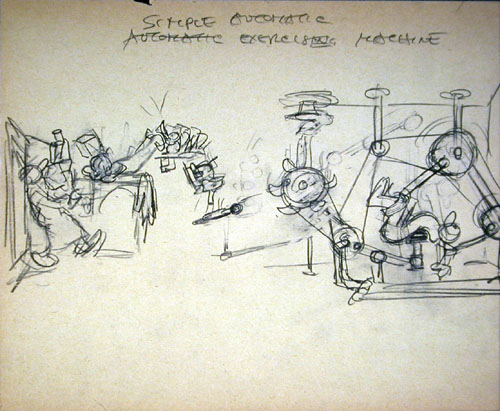 SIMPLE AUTOMATIC
AUTOMATIC EXERCISING MACHINE